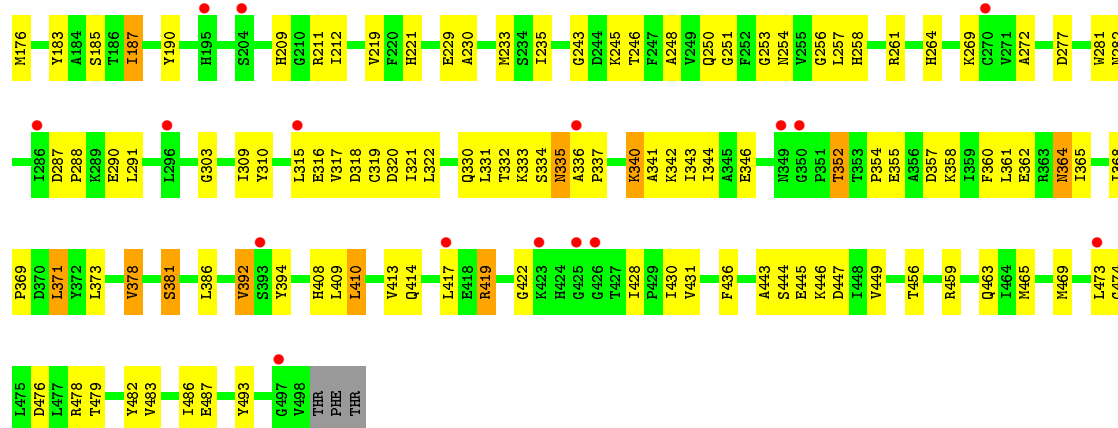 M176 Y183 A184 S185 T186 I187 Y190 H195 S204 H209 G210 R211 I212 V219 F220 H221 E229 A230 M233 S234 I235 G243 D244 K245 T246 F247 A248 V249 Q250 G251 F252 G253 N254 V255 G256 L257 H258 R261 H264 K269 C270 V271 A272 D277 W281 N282
I286 D287 P288 K289 E290 L291 L296 G303 I309 Y310 L315 E316 V317 D318 C319 D320 I321 L322 Q330 L331 T332 K333 S334 N335 A336 P337 K340 A341 K342 I343 I344 A345 E346 N349 G350 P351 T352 T353 P354 E355 A356 D357 K358 I359 F360 L361 E362 R363 N364 I365 I368
P369 D370 L371 Y372 L373 V378 S381 L386 V392 S393 Y394 H408 L409 L410 V413 Q414 L417 E418 R419 G422 K423 H424 G425 G426 T427 I428 P429 I430 V431 F436 A443 S444 E445 K446 D447 I448 V449 T456 R459 Q463 I464 M465 M469 L473 G474
L475 D476 L477 R478 T479 Y482 V483 I486 E487 Y493 G497 V498 THR PHE THR